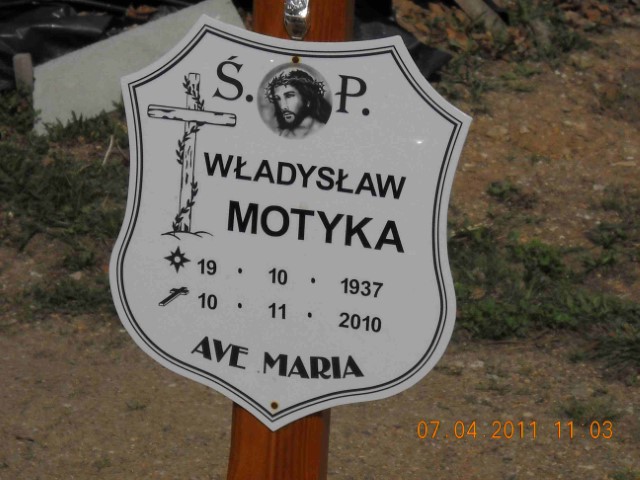 Ś. P.
WŁADYSŁAW
MOTYKA
19 • 10 • 1937
10 • 11 • 2010
AVE MARIA
07 04 2011 11 03